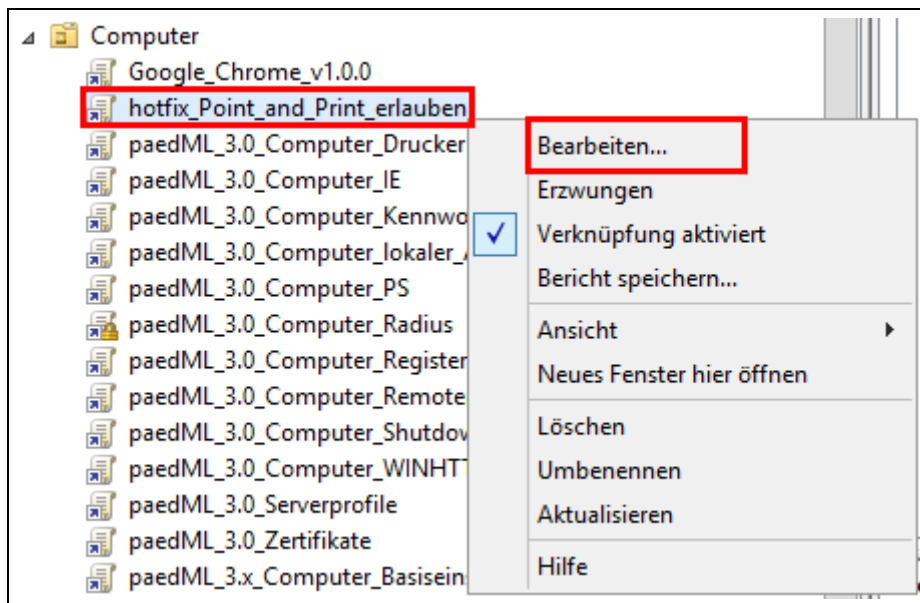 Computer
Google_Chrome_v1.0.0
hotfix_Point_and_Print_erlauben
paedML_3.0_Computer_Drucker
paedML_3.0_Computer_IE
paedML_3.0_Computer_Kennwo
paedML_3.0_Computer_lokaler_
paedML_3.0_Computer_PS
paedML_3.0_Computer_Radius
paedML_3.0_Computer_Register
paedML_3.0_Computer_Remote
paedML_3.0_Computer_Shutdov
paedML_3.0_Computer_WINHTT
paedML_3.0_Serverprofile
paedML_3.0_Zertifikate
paedML_3.x_Computer_Basisein
Bearbeiten...
Erzwungen
Verknüpfung aktiviert
Bericht speichern...
Ansicht
Neues Fenster hier öffnen
Löschen
Umbenennen
Aktualisieren
Hilfe